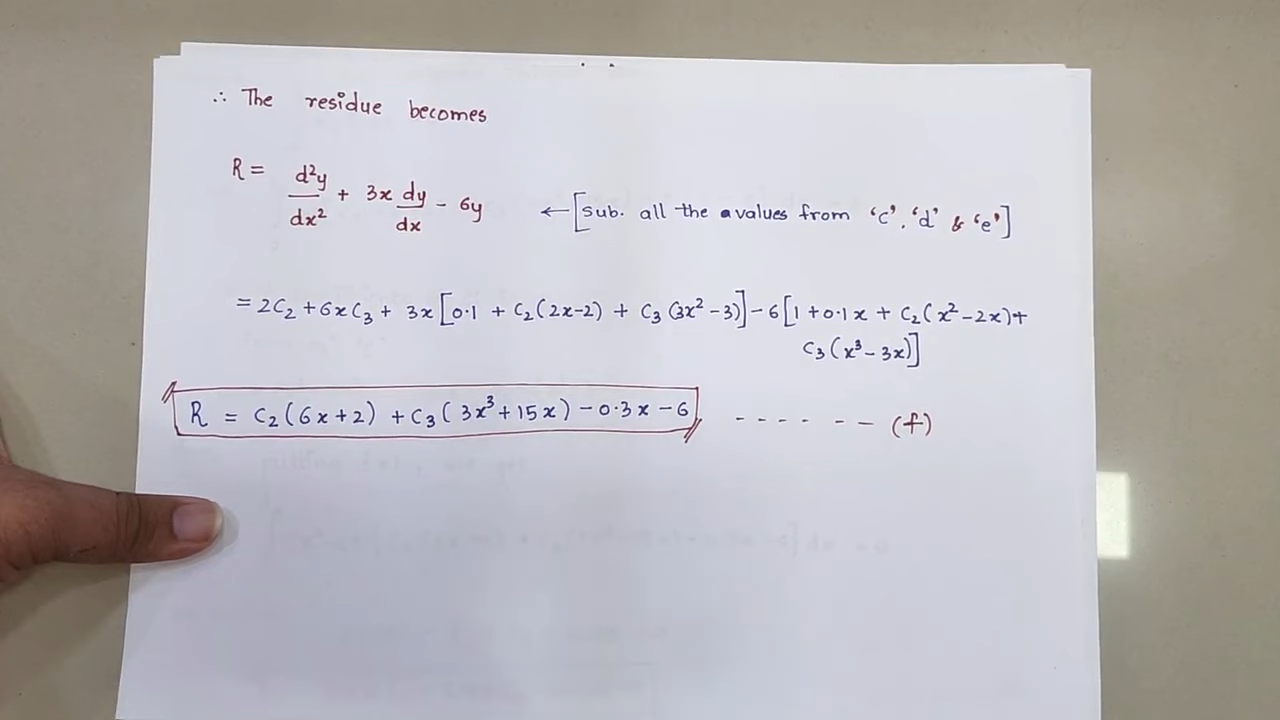 ∴ The residue becomes
R = d²y/dx² + 3x dy/dx - 6y ← [sub. all the values from 'c', 'd' & 'e']
= 2C₂ + 6xC₃ + 3x[0.1 + C₂(2x-2) + C₃(3x²-3)] - 6[1 + 0.1x + C₂(x²-2x) +
C₃(x³-3x)]
R = C₂(6x+2) + C₃(3x³+15x) - 0.3x - 6 - - - - - - (f)